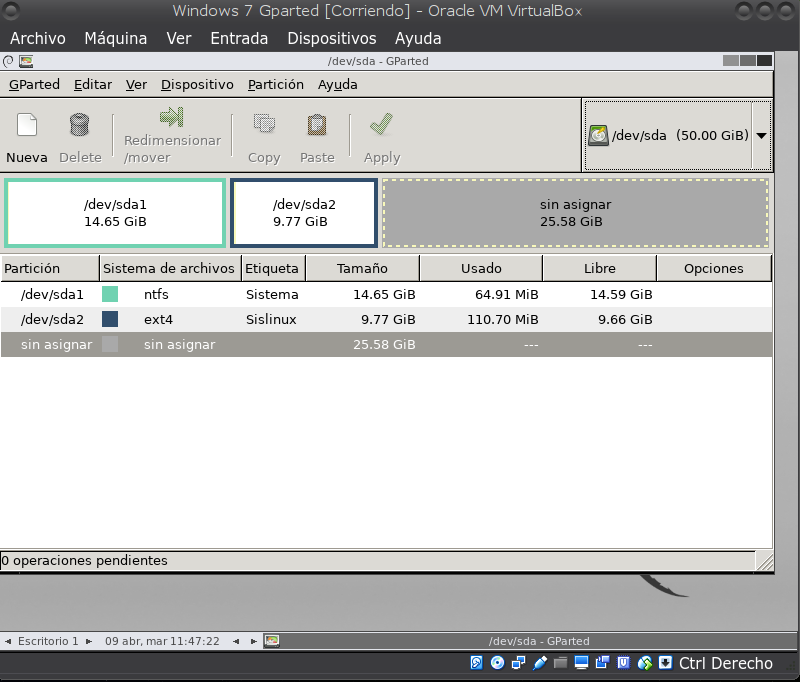 Windows 7 Gparted [Corriendo] - Oracle VM VirtualBox
Archivo Máquina Ver Entrada Dispositivos Ayuda
/dev/sda - GParted
GParted Editar Ver Dispositivo Partición Ayuda
Nueva Delete Redimensionar
/mover Copy Paste Apply
/dev/sda (50.00 GiB)
/dev/sda1
14.65 GiB
/dev/sda2
9.77 GiB
sin asignar
25.58 GiB
Partición Sistema de archivos Etiqueta Tamaño Usado Libre Opciones
/dev/sda1 ntfs Sistema 14.65 GiB 64.91 MiB 14.59 GiB
/dev/sda2 ext4 Sislinux 9.77 GiB 110.70 MiB 9.66 GiB
sin asignar sin asignar 25.58 GiB --- ---
0 operaciones pendientes
Escritorio 1 09 abr, mar 11:47:22 /dev/sda - GParted
Ctrl Derecho